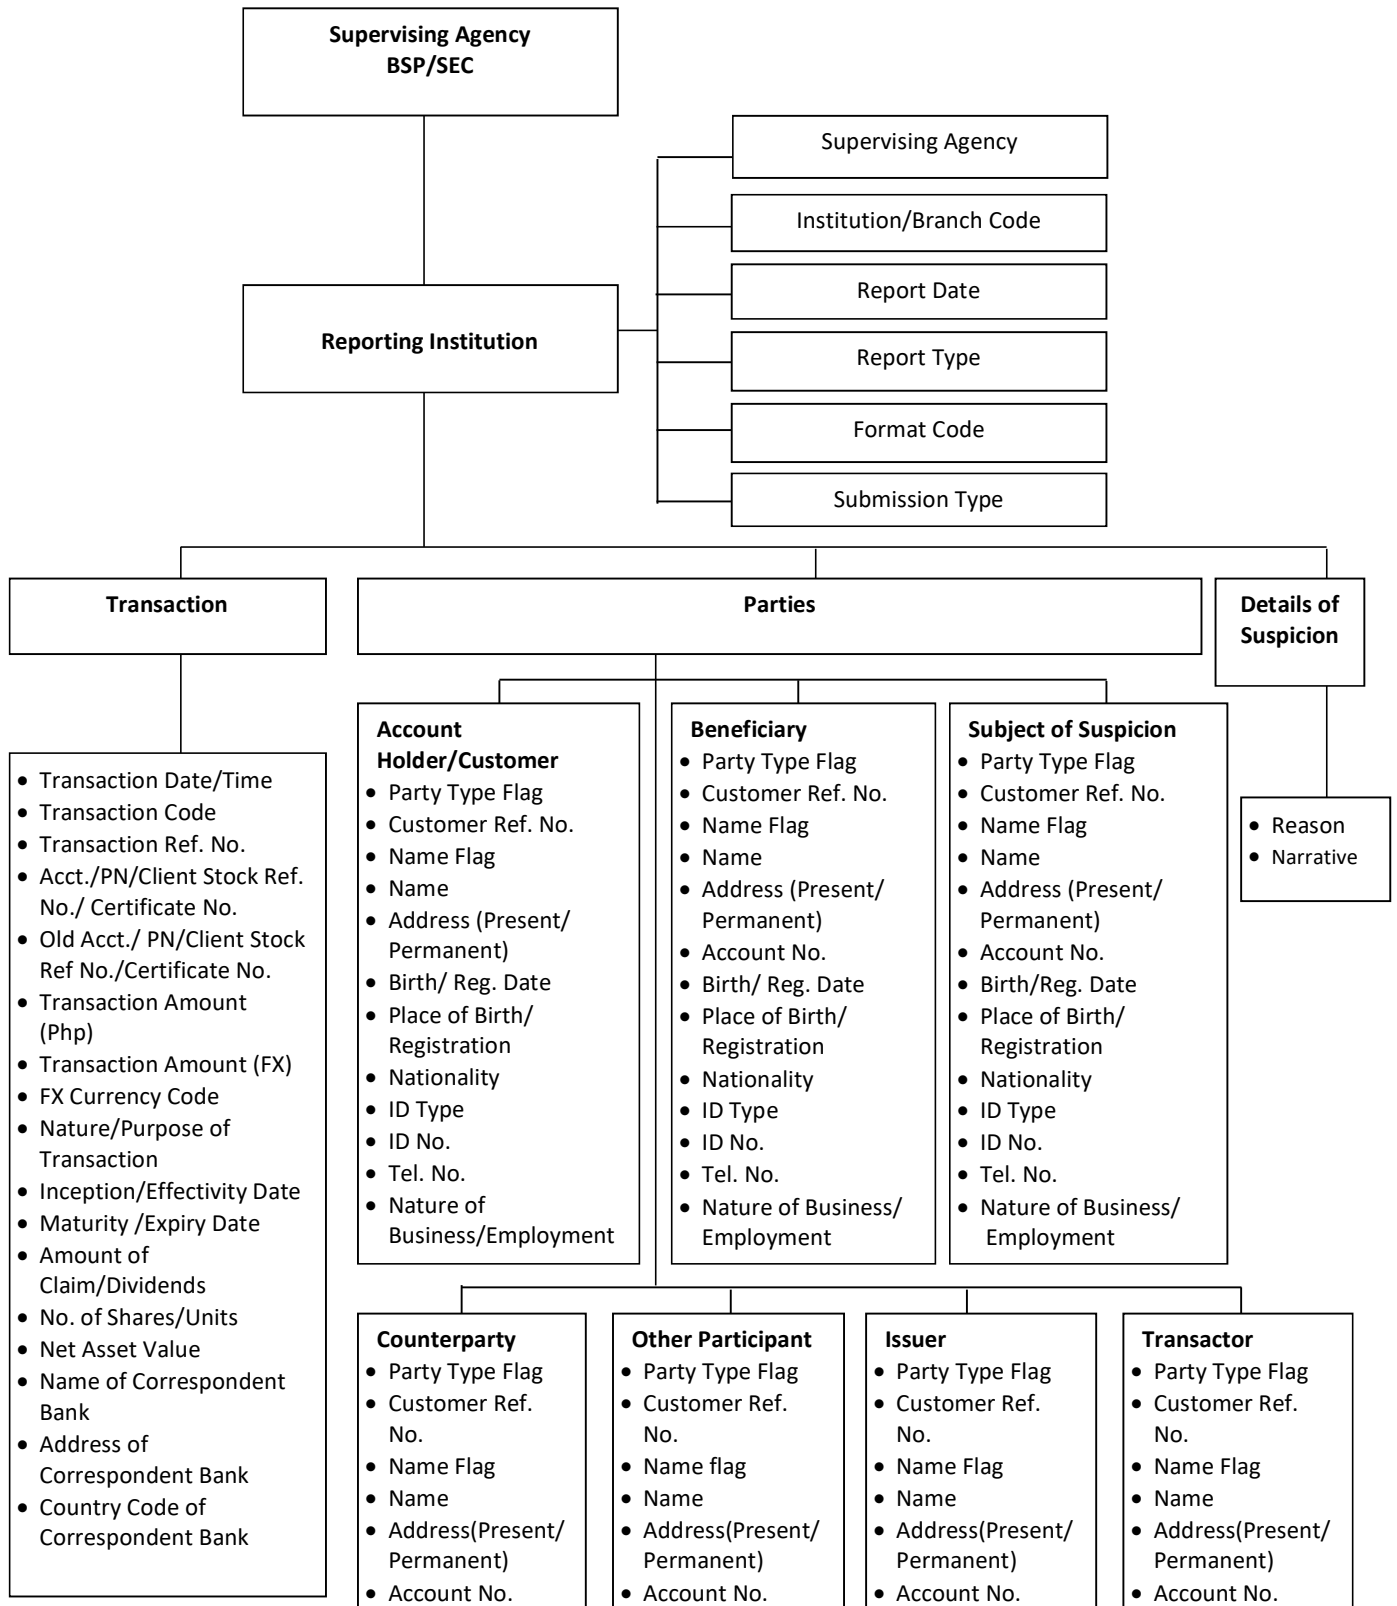 Supervising Agency
BSP/SEC
Supervising Agency
Institution/Branch Code
Report Date
Reporting Institution
Report Type
Format Code
Submission Type
Transaction
Parties
Details of
Suspicion
• Transaction Date/Time
• Transaction Code
• Transaction Ref. No.
• Acct./PN/Client Stock Ref.
No./ Certificate No.
• Old Acct./ PN/Client Stock
Ref No./Certificate No.
• Transaction Amount
(Php)
• Transaction Amount (FX)
• FX Currency Code
• Nature/Purpose of
Transaction
• Inception/Effectivity Date
• Maturity /Expiry Date
• Amount of
Claim/Dividends
• No. of Shares/Units
• Net Asset Value
• Name of Correspondent
Bank
• Address of
Correspondent Bank
• Country Code of
Correspondent Bank
Account
Holder/Customer
• Party Type Flag
• Customer Ref. No.
• Name Flag
• Name
• Address (Present/
Permanent)
• Birth/ Reg. Date
• Place of Birth/
Registration
• Nationality
• ID Type
• ID No.
• Tel. No.
• Nature of
Business/Employment
Beneficiary
• Party Type Flag
• Customer Ref. No.
• Name Flag
• Name
• Address (Present/
Permanent)
• Account No.
• Birth/ Reg. Date
• Place of Birth/
Registration
• Nationality
• ID Type
• ID No.
• Tel. No.
• Nature of Business/
Employment
Subject of Suspicion
• Party Type Flag
• Customer Ref. No.
• Name Flag
• Name
• Address (Present/
Permanent)
• Account No.
• Birth/Reg. Date
• Place of Birth/
Registration
• Nationality
• ID Type
• ID No.
• Tel. No.
• Nature of Business/
Employment
• Reason
• Narrative
Counterparty
• Party Type Flag
• Customer Ref.
No.
• Name Flag
• Name
• Address(Present/
Permanent)
• Account No.
Other Participant
• Party Type Flag
• Customer Ref.
No.
• Name flag
• Name
• Address(Present/
Permanent)
• Account No.
Issuer
• Party Type Flag
• Customer Ref.
No.
• Name Flag
• Name
• Address(Present/
Permanent)
• Account No.
Transactor
• Party Type Flag
• Customer Ref.
No.
• Name Flag
• Name
• Address(Present/
Permanent)
• Account No.